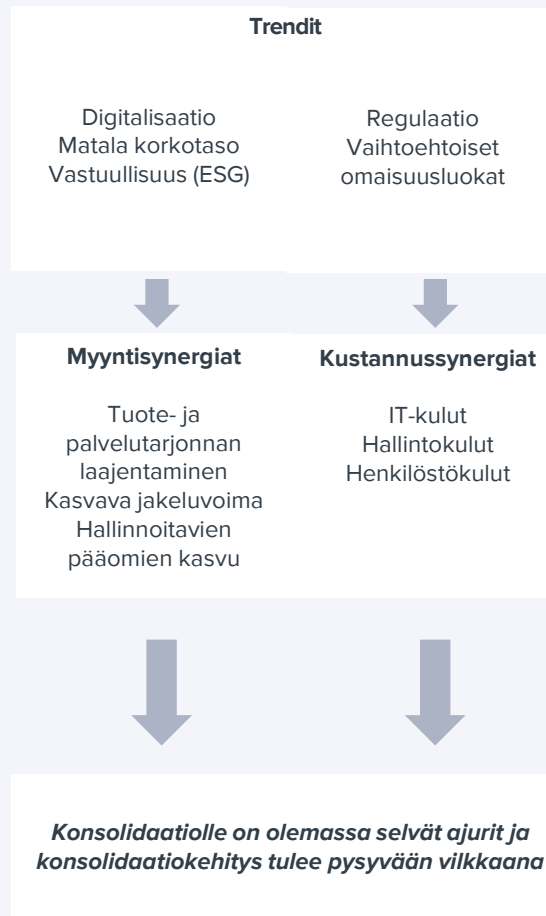 Trendit
Digitalisaatio
Matala korkotaso
Vastuullisuus (ESG)
Regulaatio
Vaihtoehtoiset
omaisuusluokat
Myyntisynergiat
Tuote- ja
palvelutarjonnan
laajentaminen
Kasvava jakeluvoima
Hallinnoitavien
pääomien kasvu
Kustannussynergiat
IT-kulut
Hallintokulut
Henkilöstökulut
Konsolidaatiolle on olemassa selvät ajurit ja
konsolidaatiokehitys tulee pysyvään vilkkaana